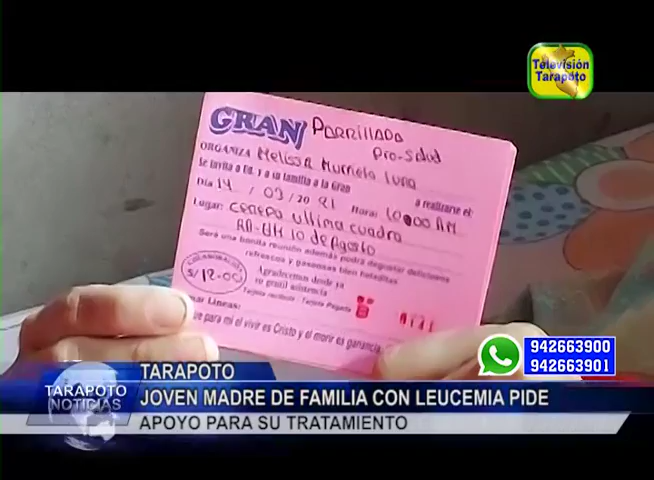 Televisión
Tarapoto
GRAN Parrillada
Pro-Salud
ORGANIZA Melissa Murrieta Luna
Se invita a Ud. y a su familia a la Gran
a realizarse el:
Día 14 / 03 / 20 21 Hora: 10:00 AM
Lugar: cenepa ultima cuadra
AA-HH 10 de Agosto
Será una bonita reunión además podrá degustar deliciosos
refrescos y gaseosas bien heladitas
COLABORACIÓN
S/ 12.00
Agradecemos desde ya
su gentil asistencia
Tarjeta recibida - Tarjeta Pagada
Líneas:
para mi el vivir es Cristo y el morir es ganancia
942663900
942663901
TARAPOTO
NOTICIAS
TARAPOTO
JOVEN MADRE DE FAMILIA CON LEUCEMIA PIDE
APOYO PARA SU TRATAMIENTO